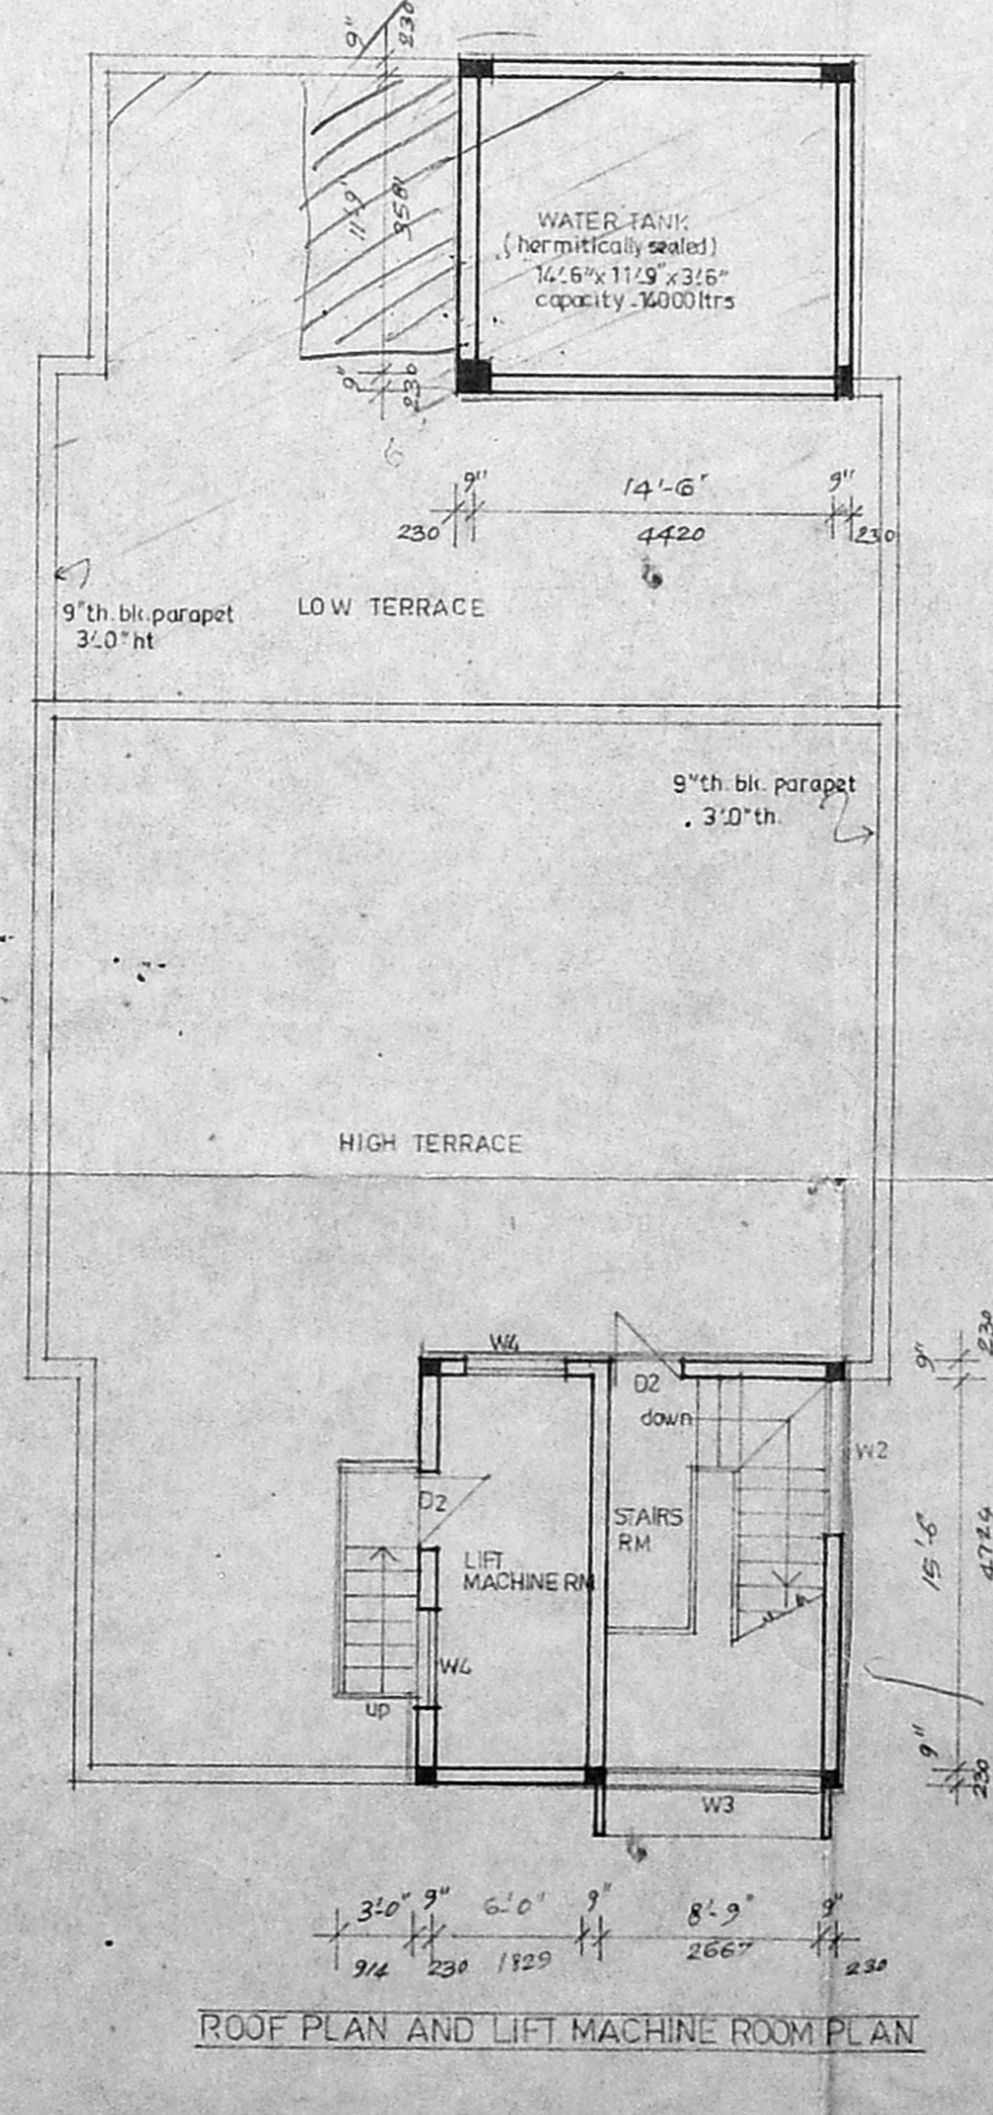 9"
230
11'-9"
3581
WATER TANK
(hermitically sealed)
14'-6"x 11'-9" x 3'-6"
capacity -14000 ltrs
9"
230
9" 14'-6" 9"
230 4420 230
9"th. blk. parapet
3'-0" ht
LOW TERRACE
9"th. blk. parapet
3'-0" th.
HIGH TERRACE
W4
D2
down
9"
230
W2
D2
STAIRS
RM
LIFT
MACHINE RM
15'-6"
4724
W4
up
9"
230
W3
3'-0" 9" 6'-0" 9" 8'-9" 9"
914 230 1829 2667 230
ROOF PLAN AND LIFT MACHINE ROOM PLAN